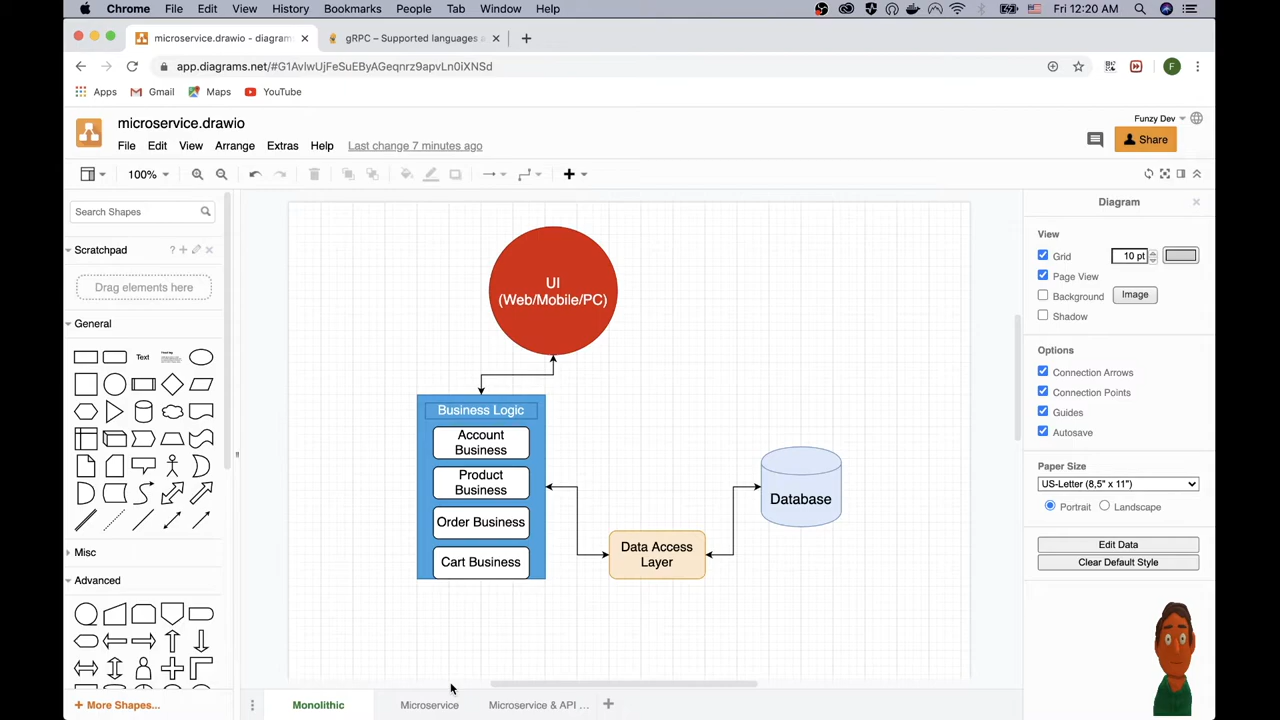 Chrome File Edit View History Bookmarks People Tab Window Help Fri 12:20 AM
microservice.drawio - diagram gRPC – Supported languages
app.diagrams.net/#G1AvlwUjFeSuEByAGeqnrz9apvLn0iXNSd F
Apps Gmail Maps YouTube
microservice.drawio
Funzy Dev
File Edit View Arrange Extras Help Last change 7 minutes ago
Share
100%
Search Shapes
Scratchpad
Drag elements here
General
Text
Misc
Advanced
+ More Shapes...
UI
(Web/Mobile/PC)
Business Logic
Account
Business
Product
Business
Order Business
Cart Business
Data Access
Layer
Database
Diagram
View
Grid 10 pt
Page View
Background Image
Shadow
Options
Connection Arrows
Connection Points
Guides
Autosave
Paper Size
US-Letter (8,5" x 11")
Portrait Landscape
Edit Data
Clear Default Style
Monolithic Microservice Microservice & API ...